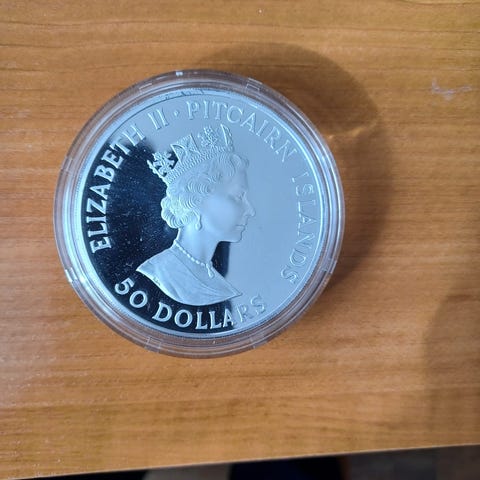 ELIZABETH II · PITCAIRN ISLANDS
50 DOLLARS